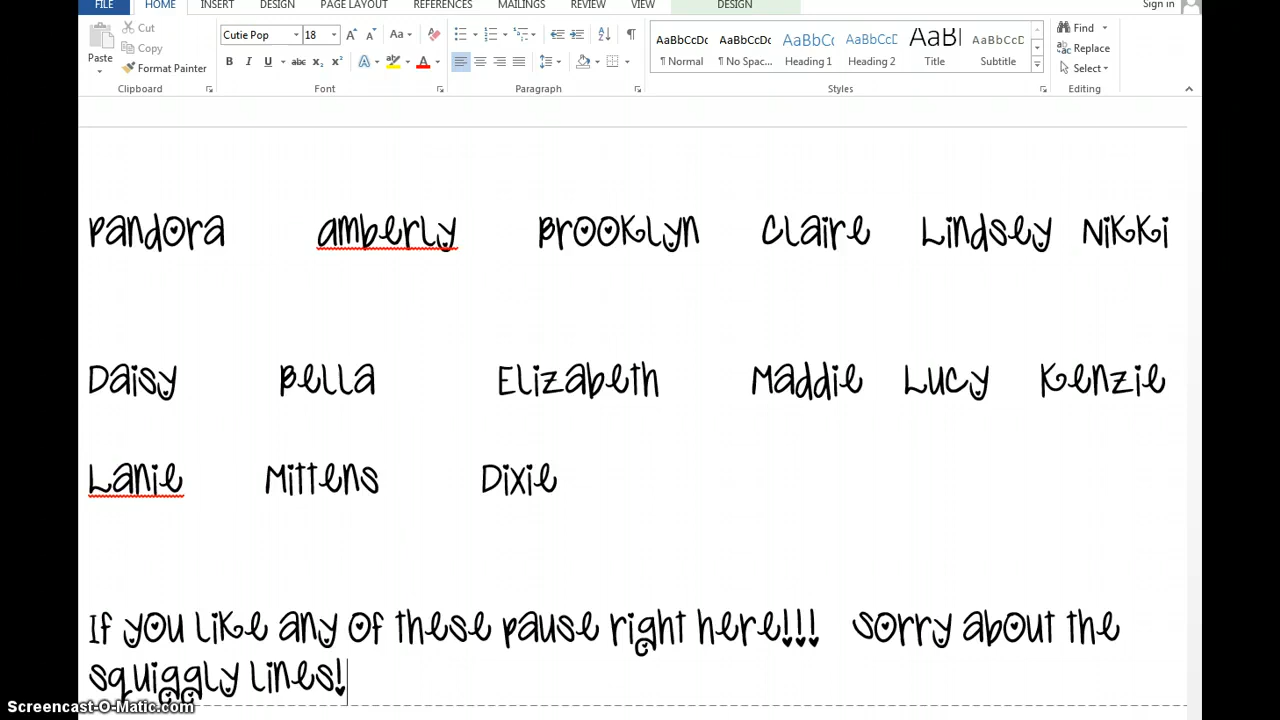 FILE HOME INSERT DESIGN PAGE LAYOUT REFERENCES MAILINGS REVIEW VIEW DESIGN Sign in
Paste Cut Copy Format Painter
Cutie Pop 18 Aa
B I U abc x₂ x² A A
AaBbCcDc AaBbCcDc AaBbCc AaBbCcD AaBl AaBbCcD
¶ Normal ¶ No Spac... Heading 1 Heading 2 Title Subtitle
Find
Replace
Select
Clipboard Font Paragraph Styles Editing
Pandora amberly Brooklyn Claire Lindsey Nikki
Daisy Bella Elizabeth Maddie Lucy Kenzie
Lanie Mittens Dixie
If you like any of these pause right here!!! Sorry about the
squiggly lines!
Screencast-O-Matic.com